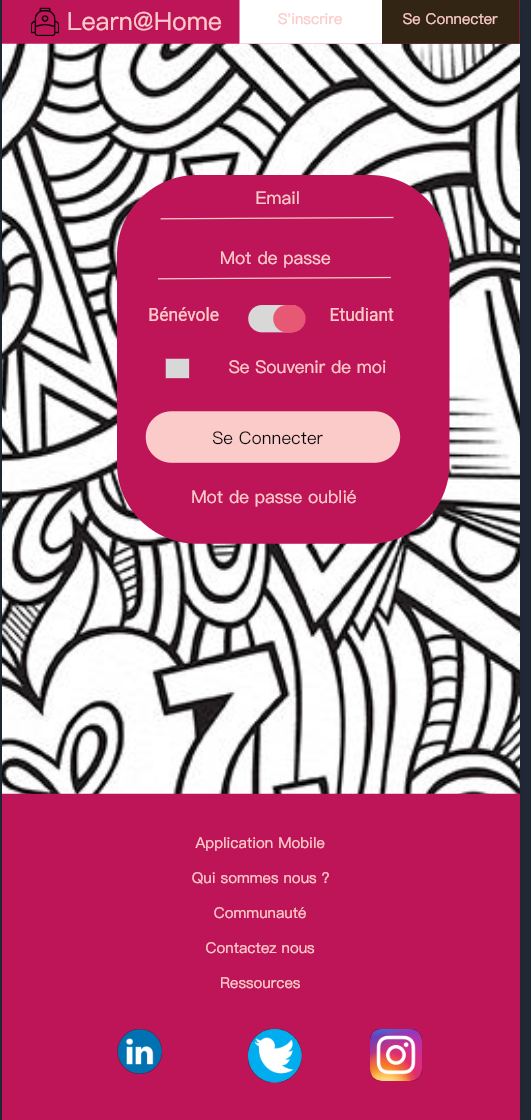 Learn@Home
S'inscrire
Se Connecter
Email
Mot de passe
Bénévole
Etudiant
Se Souvenir de moi
Se Connecter
Mot de passe oublié
7
Application Mobile
Qui sommes nous ?
Communauté
Contactez nous
Ressources
in